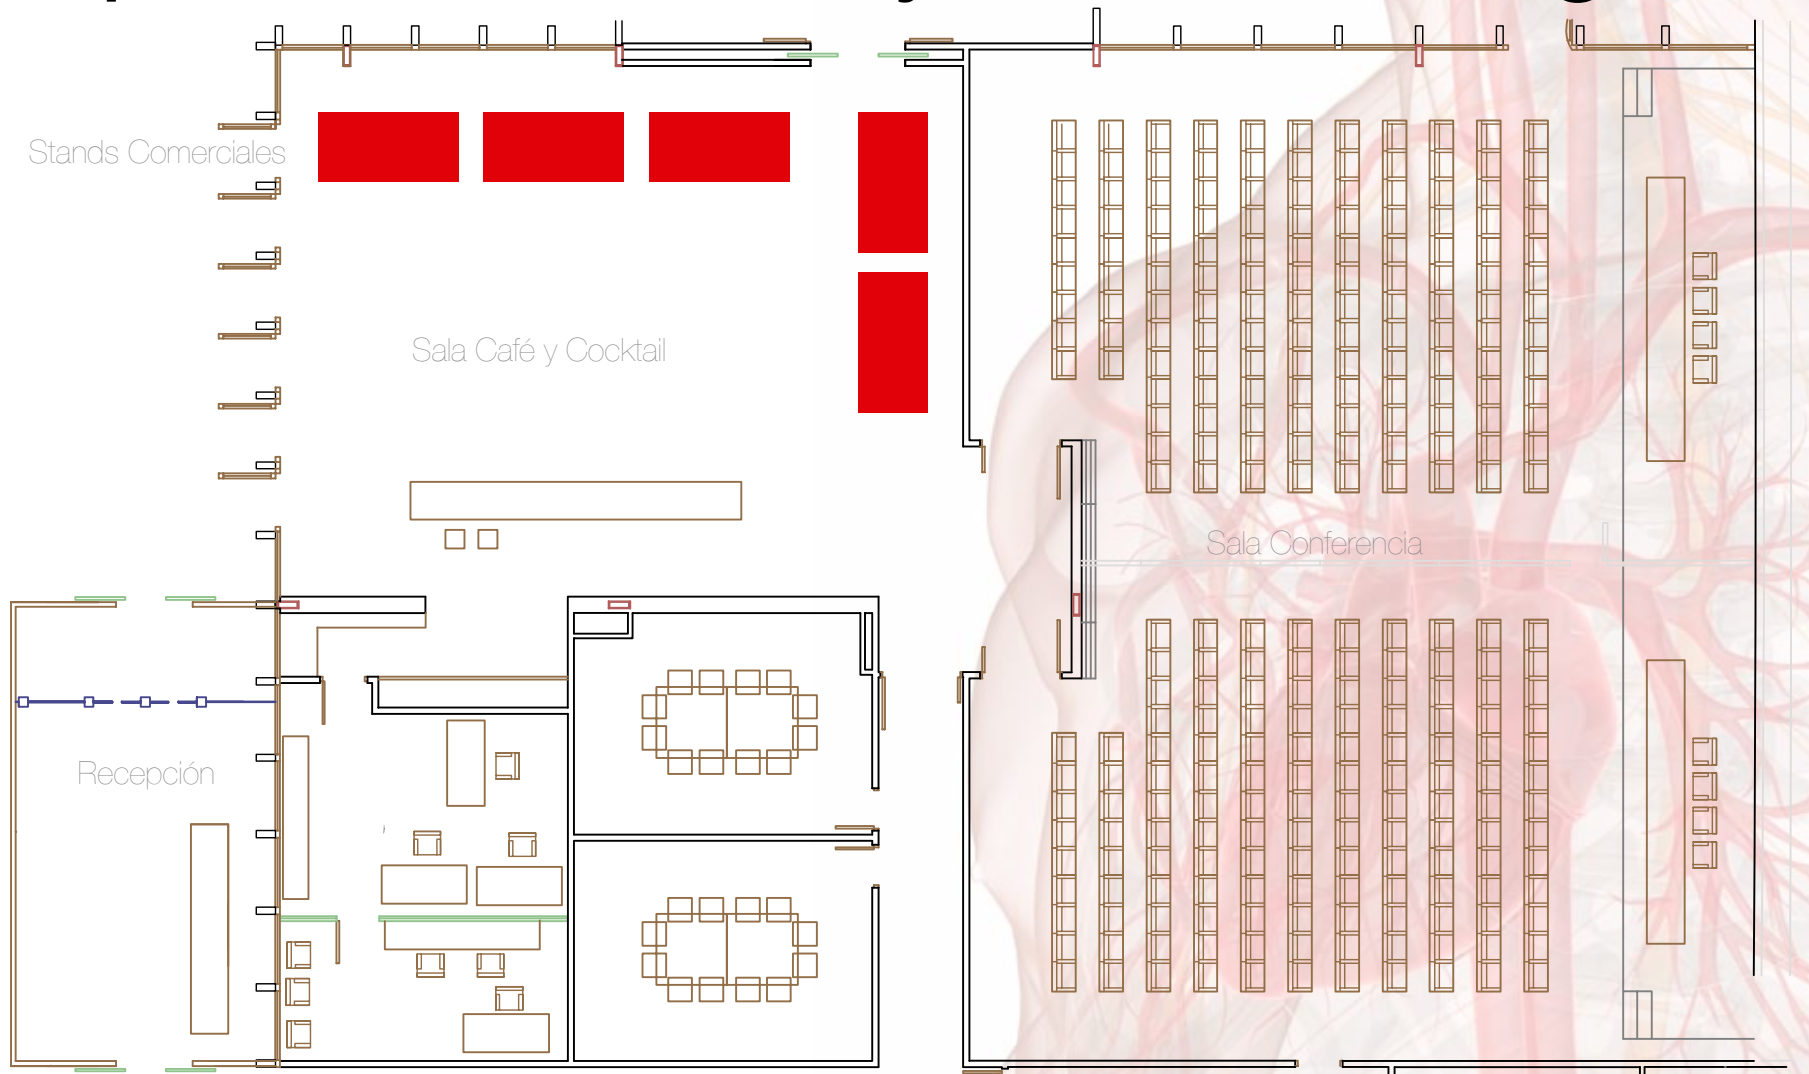 Stands Comerciales
Sala Café y Cocktail
Sala Conferencia
Recepción